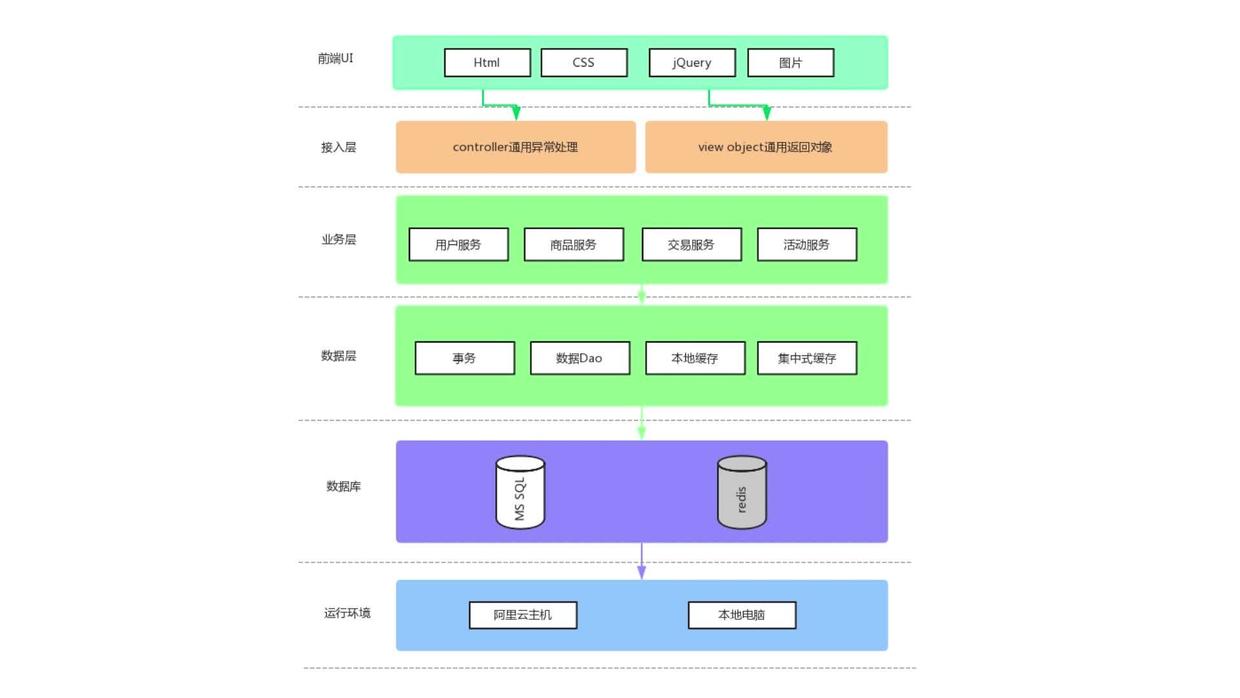 前端UI
Html
CSS
jQuery
图片
接入层
controller通用异常处理
view object通用返回对象
业务层
用户服务
商品服务
交易服务
活动服务
数据层
事务
数据Dao
本地缓存
集中式缓存
数据库
MS SQL
redis
运行环境
阿里云主机
本地电脑